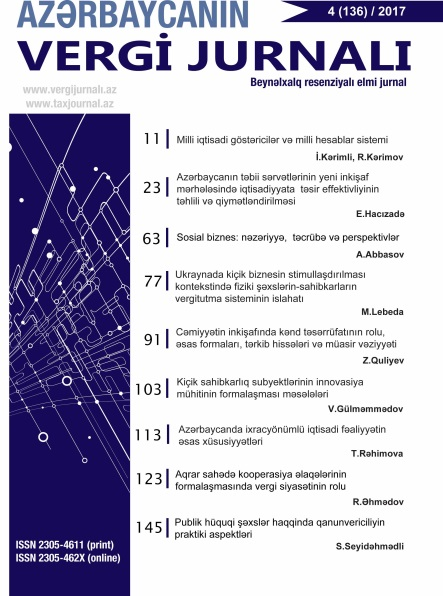 AZƏRBAYCANIN
4 (136) / 2017
VERGİ JURNALI
Beynəlxalq resenziyalı elmi jurnal
www.vergijurnalı.az
www.taxjournal.az
11 Milli iqtisadi göstəricilər və milli hesablar sistemi
İ.Kərimli, R.Kərimov
23 Azərbaycanın təbii sərvətlərinin yeni inkişaf
mərhələsində iqtisadiyyata təsir effektivliyinin
təhlili və qiymətləndirilməsi
E.Hacızadə
63 Sosial biznes: nəzəriyyə, təcrübə və perspektivlər
A.Abbasov
77 Ukraynada kiçik biznesin stimullaşdırılması
kontekstində fiziki şəxslərin-sahibkarların
vergitutma sisteminin islahatı
M.Lebeda
91 Cəmiyyətin inkişafında kənd təsərrüfatının rolu,
əsas formaları, tərkib hissələri və müasir vəziyyəti
Z.Quliyev
103 Kiçik sahibkarlıq subyektlərinin innovasiya
mühitinin formalaşması məsələləri
V.Gülməmmədov
113 Azərbaycanda ixracyönümlü iqtisadi fəaliyyətin
əsas xüsusiyyətləri
T.Rəhimova
123 Aqrar sahədə kooperasiya əlaqələrinin
formalaşmasında vergi siyasətinin rolu
R.Əhmədov
145 Publik hüquqi şəxslər haqqında qanunvericiliyin
praktiki aspektləri
S.Seyidəhmədli
ISSN 2305-4611 (print)
ISSN 2305-462X (online)